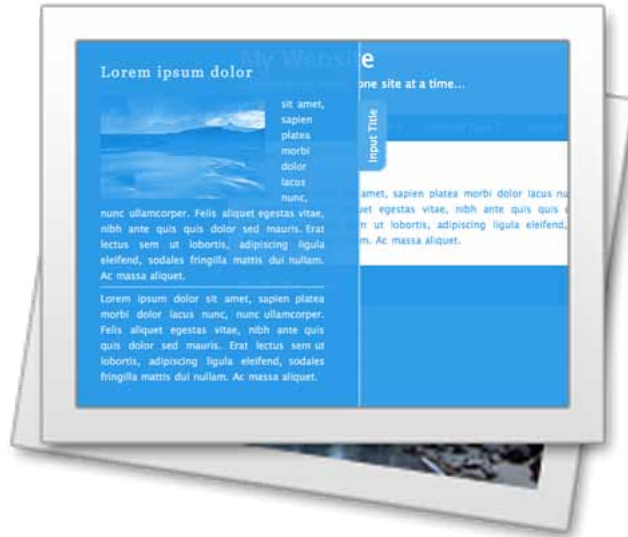 Lorem ipsum dolor
sit amet,
sapien
platea
morbi
dolor
lacus
nunc,
nunc ullamcorper. Felis aliquet egestas vitae,
nibh ante quis quis dolor sed mauris. Erat
lectus sem ut lobortis, adipiscing ligula
eleifend, sodales fringilla mattis dui nullam.
Ac massa aliquet.
Lorem ipsum dolor sit amet, sapien platea
morbi dolor lacus nunc, nunc ullamcorper.
Felis aliquet egestas vitae, nibh ante quis
quis dolor sed mauris. Erat lectus sem ut
lobortis, adipiscing ligula eleifend, sodales
fringilla mattis dui nullam. Ac massa aliquet.
My Website
one site at a time...
Input Title
amet, sapien platea morbi dolor lacus nu
uet egestas vitae, nibh ante quis quis
m ut lobortis, adipiscing ligula eleifend,
m. Ac massa aliquet.